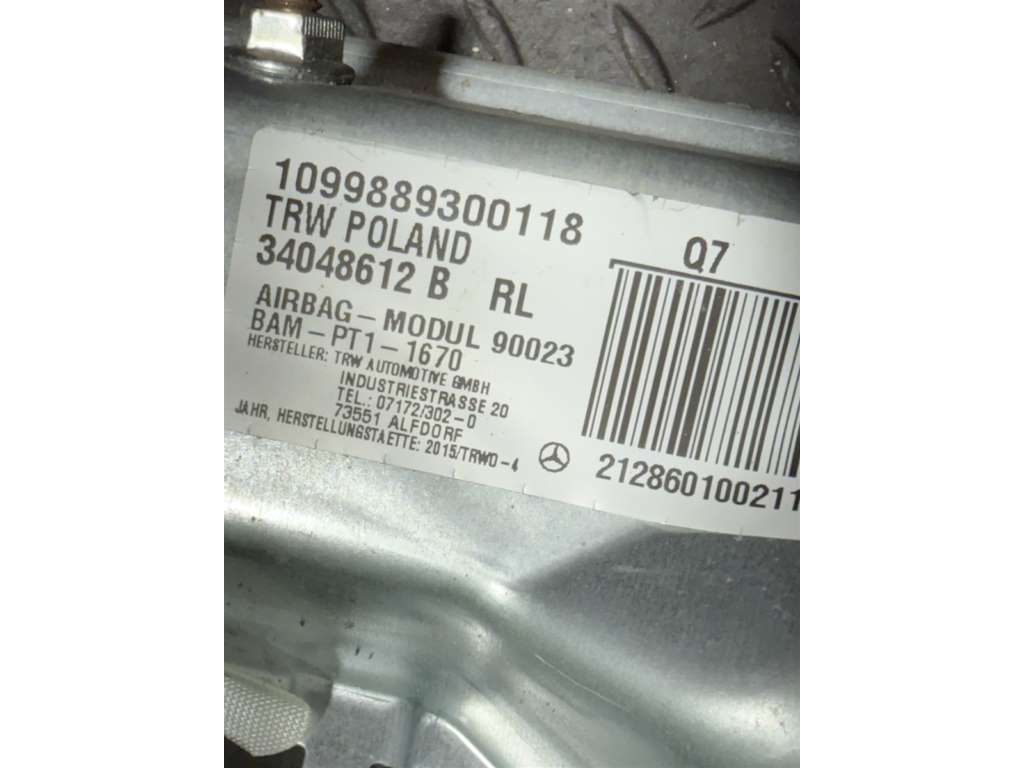 1099889300118
TRW POLAND
34048612 B RL
AIRBAG-MODUL 90023
BAM-PT1-1670
HERSTELLER: TRW AUTOMOTIVE GMBH
INDUSTRIESTRASSE 20
TEL.: 07172/302-0
73551 ALFDORF
JAHR, HERSTELLUNGSTAETTE: 2015/TRWO-4
Q7
212860100211